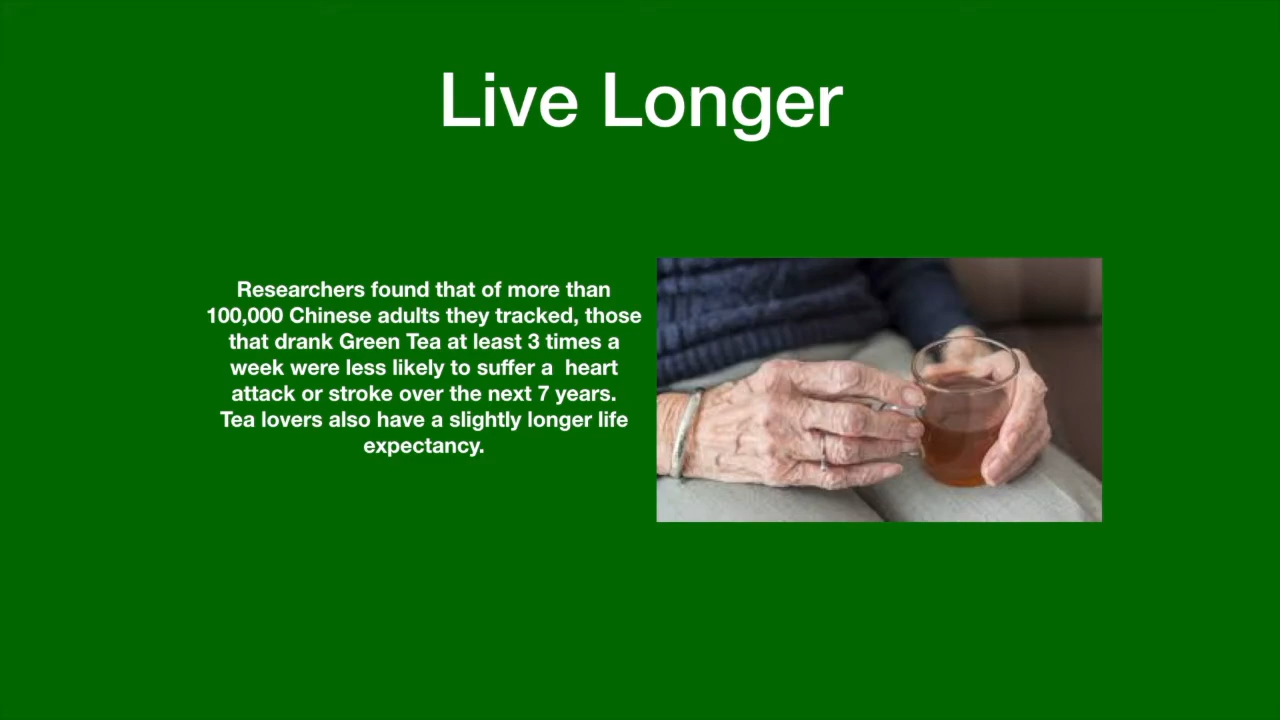 Live Longer
Researchers found that of more than
100,000 Chinese adults they tracked, those
that drank Green Tea at least 3 times a
week were less likely to suffer a  heart
attack or stroke over the next 7 years.
Tea lovers also have a slightly longer life
expectancy.